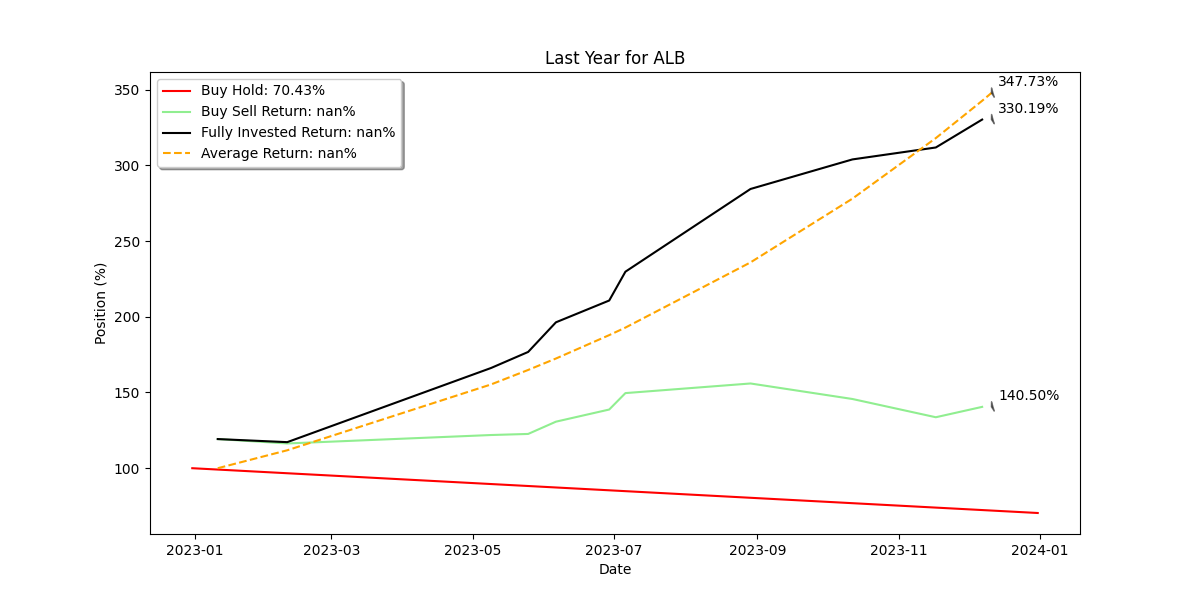 Last Year for ALB
Buy Hold: 70.43%
Buy Sell Return: nan%
Fully Invested Return: nan%
Average Return: nan%
347.73%
330.19%
140.50%
350
300
250
200
150
100
Position (%)
2023-01 2023-03 2023-05 2023-07 2023-09 2023-11 2024-01
Date